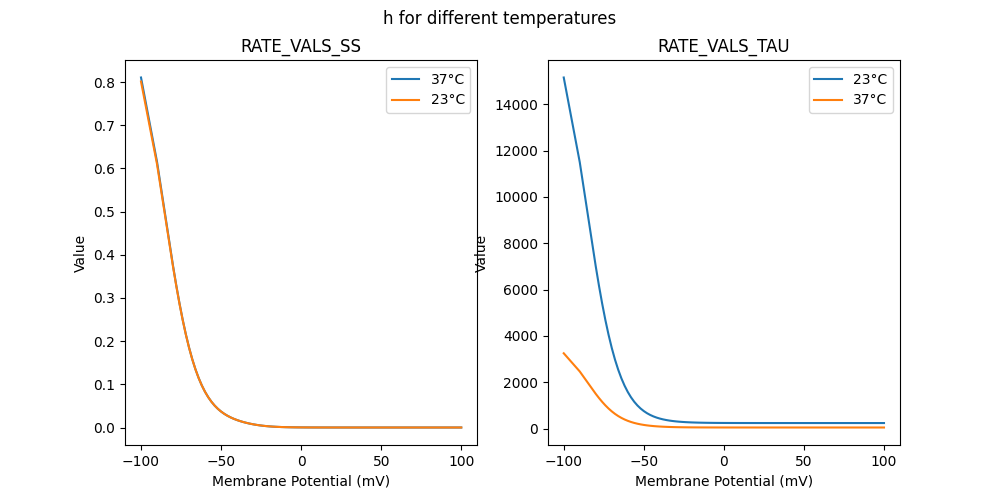 h for different temperatures
RATE_VALS_SS
37°C
23°C
0.8
0.7
0.6
0.5
0.4
0.3
0.2
0.1
0.0
Value
−100
−50
0
50
100
Membrane Potential (mV)
RATE_VALS_TAU
23°C
37°C
14000
12000
10000
8000
6000
4000
2000
0
Value
−100
−50
0
50
100
Membrane Potential (mV)